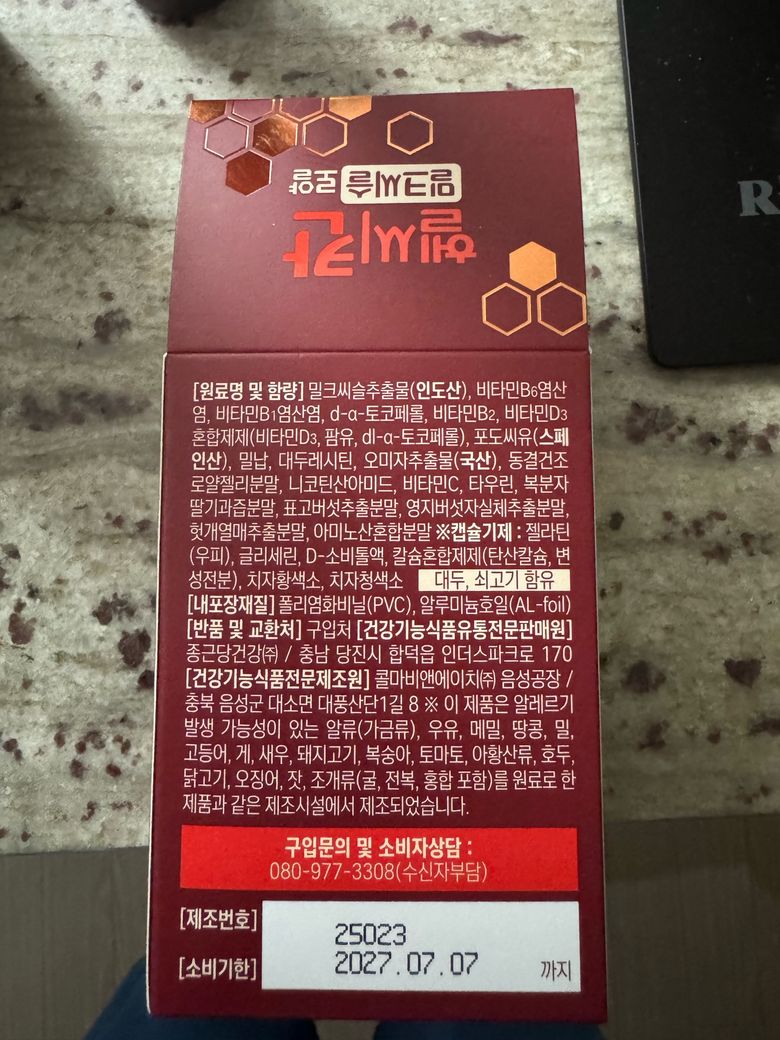 밀크씨슬 로얄
헬씨칸
R
[원료명 및 함량] 밀크씨슬추출물(인도산), 비타민B6염산
염, 비타민B1염산염, d-α-토코페롤, 비타민B2, 비타민D3
혼합제제(비타민D3, 팜유, dl-α-토코페롤), 포도씨유(스페
인산), 밀납, 대두레시틴, 오미자추출물(국산), 동결건조
로얄젤리분말, 니코틴산아미드, 비타민C, 타우린, 복분자
딸기과즙분말, 표고버섯추출분말, 영지버섯자실체추출분말,
헛개열매추출분말, 아미노산혼합분말 ※캡슐기제 : 젤라틴
(우피), 글리세린, D-소비톨액, 칼슘혼합제제(탄산칼슘, 변
성전분), 치자황색소, 치자청색소 대두, 쇠고기 함유
[내포장재질] 폴리염화비닐(PVC), 알루미늄호일(AL-foil)
[반품 및 교환처] 구입처 [건강기능식품유통전문판매원]
종근당건강㈜ / 충남 당진시 합덕읍 인더스파크로 170
[건강기능식품전문제조원] 콜마비앤에이치㈜ 음성공장 /
충북 음성군 대소면 대풍산단1길 8 ※ 이 제품은 알레르기
발생 가능성이 있는 알류(가금류), 우유, 메밀, 땅콩, 밀,
고등어, 게, 새우, 돼지고기, 복숭아, 토마토, 아황산류, 호두,
닭고기, 오징어, 잣, 조개류(굴, 전복, 홍합 포함)를 원료로 한
제품과 같은 제조시설에서 제조되었습니다.
구입문의 및 소비자상담 :
080-977-3308(수신자부담)
[제조번호] 25023
[소비기한] 2027.07.07 까지